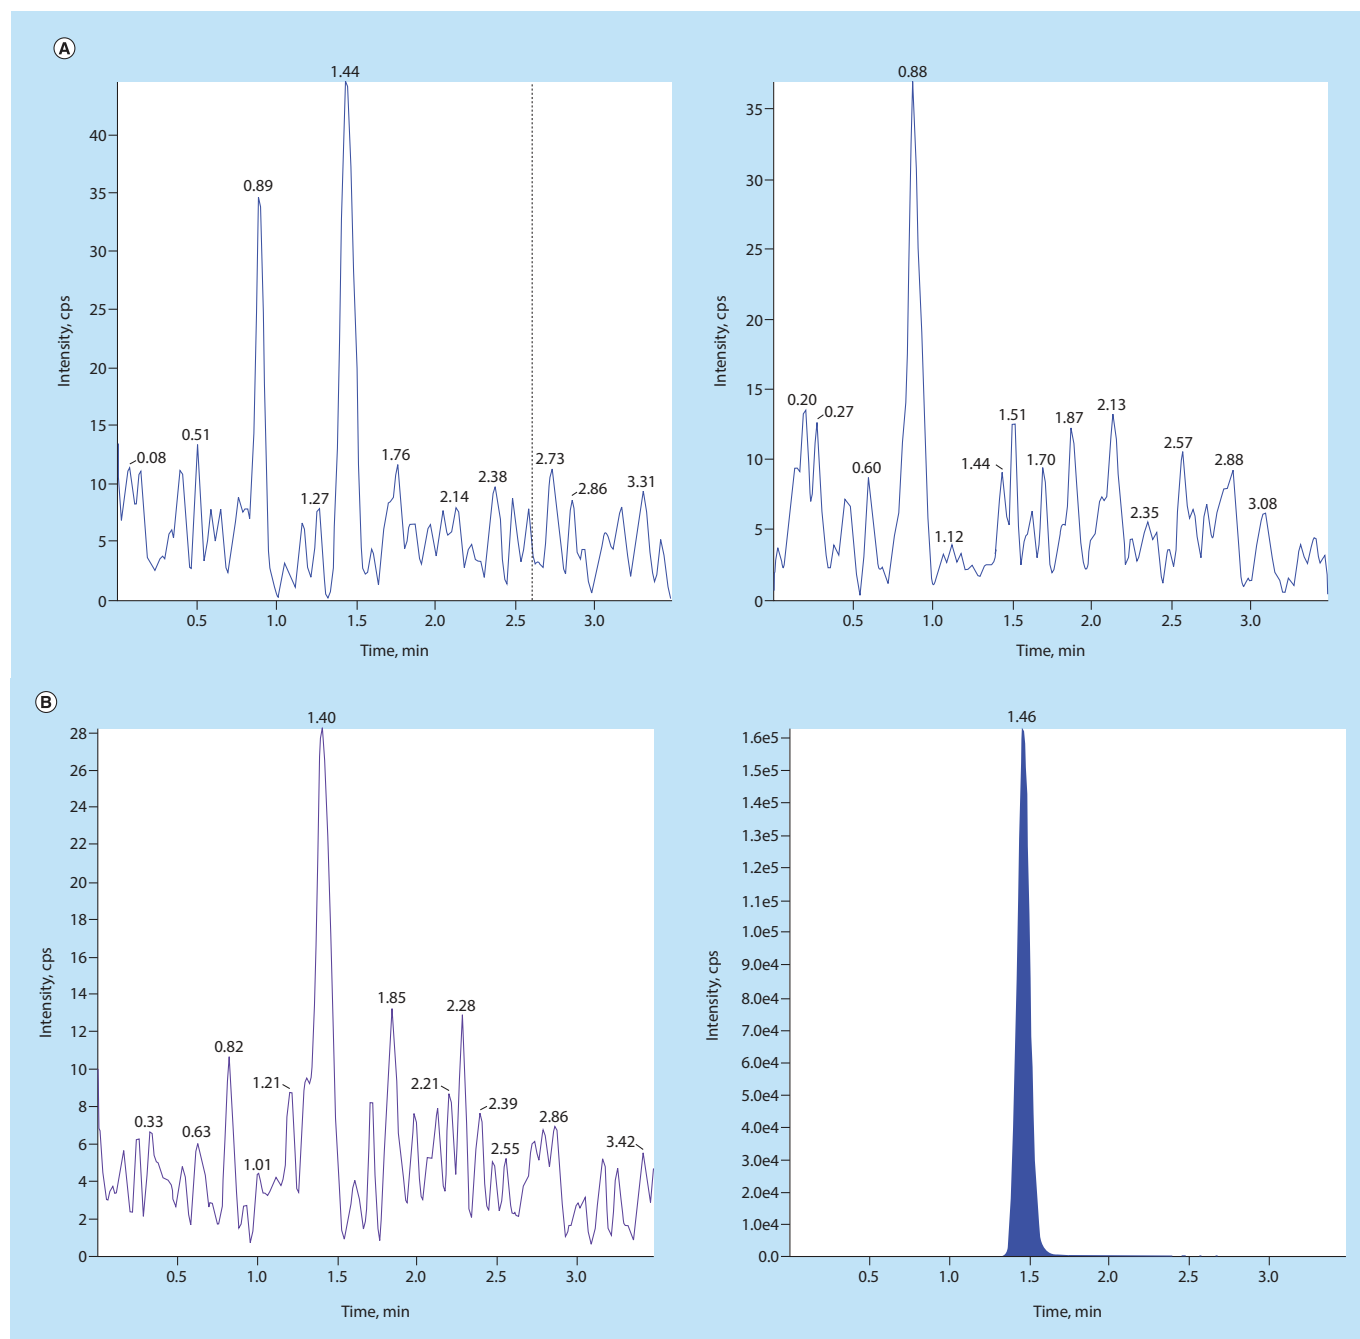 A
1.44
0.89
0.08
0.51
1.27
1.76
2.14
2.38
2.73
2.86
3.31
40
35
30
25
20
15
10
5
0
Intensity, cps
0.5 1.0 1.5 2.0 2.5 3.0
Time, min
0.88
0.20
0.27
0.60
1.12
1.44
1.51
1.70
1.87
2.13
2.35
2.57
2.88
3.08
35
30
25
20
15
10
5
0
Intensity, cps
0.5 1.0 1.5 2.0 2.5 3.0
Time, min
B
1.40
0.33
0.63
0.82
1.01
1.21
1.85
2.21
2.28
2.39
2.55
2.86
3.42
28
26
24
22
20
18
16
14
12
10
8
6
4
2
0
Intensity, cps
0.5 1.0 1.5 2.0 2.5 3.0
Time, min
1.46
1.6e5
1.5e5
1.4e5
1.3e5
1.2e5
1.1e5
1.0e5
9.0e4
8.0e4
7.0e4
6.0e4
5.0e4
4.0e4
3.0e4
2.0e4
1.0e4
0.0
Intensity, cps
0.5 1.0 1.5 2.0 2.5 3.0
Time, min